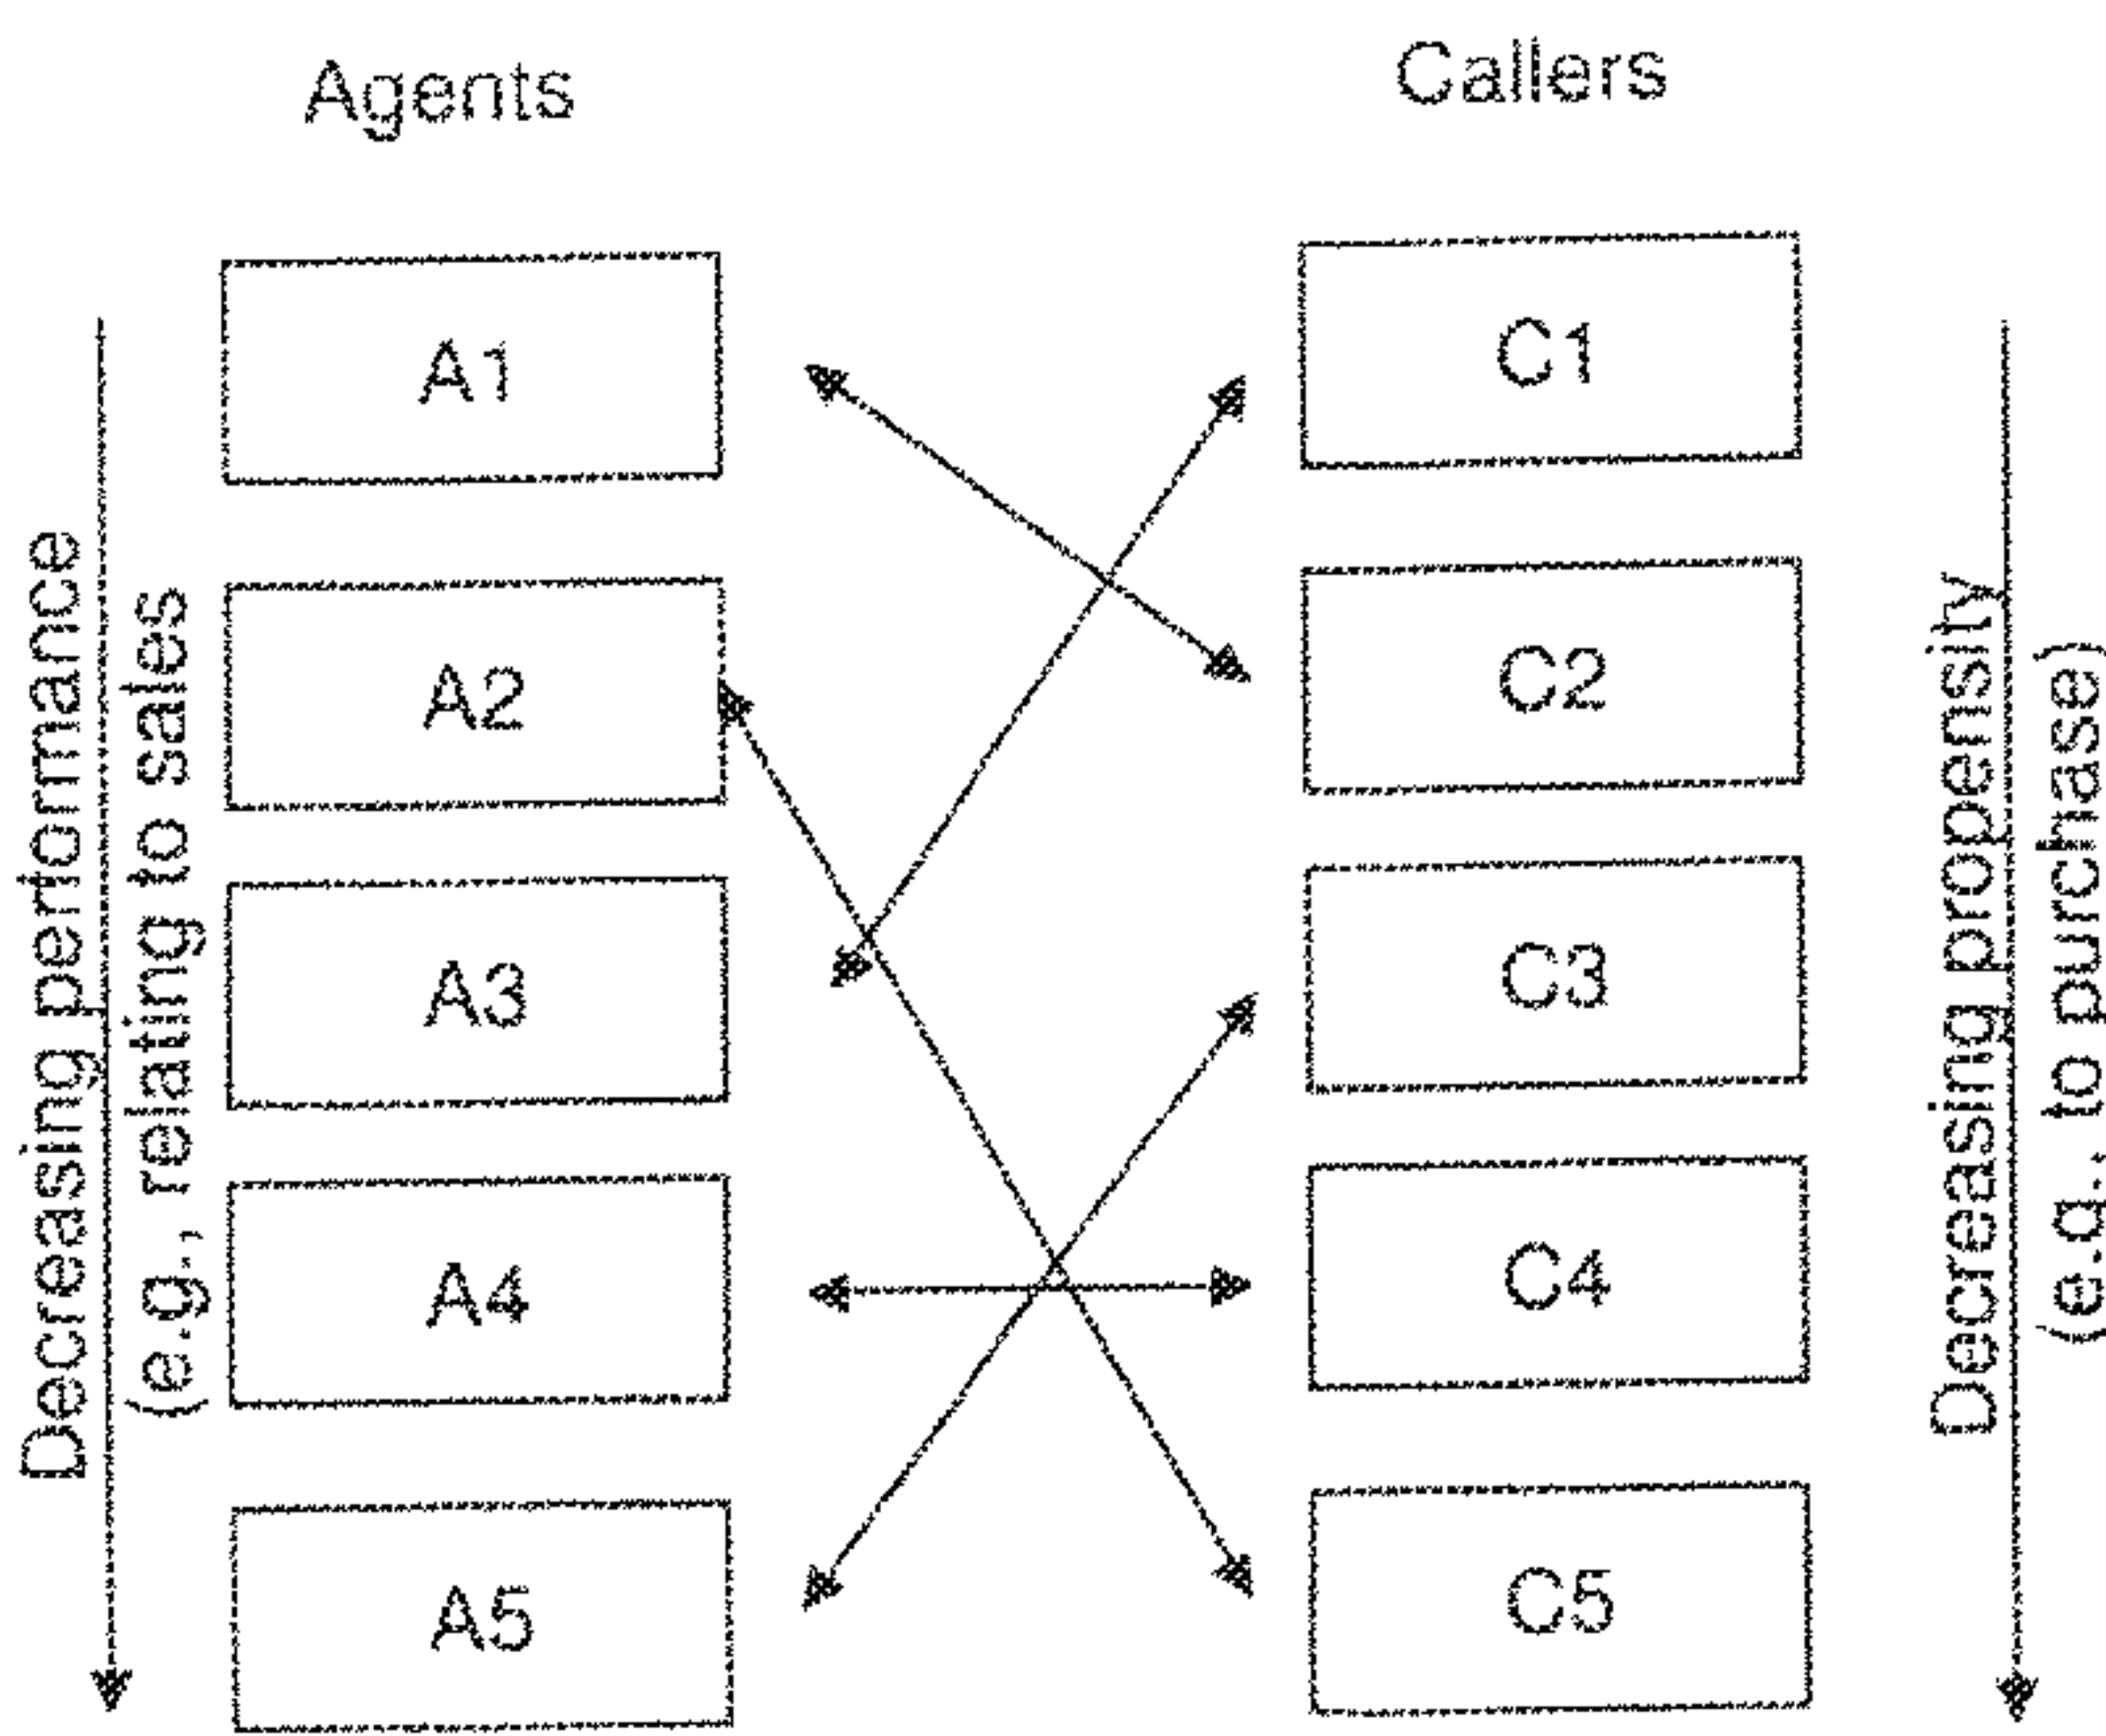 Agents
Callers
A1
C1
A2
C2
A3
C3
A4
C4
A5
C5
Decreasing performance
(e.g., relating to sales
Decreasing propensity
(e.g., to purchase)